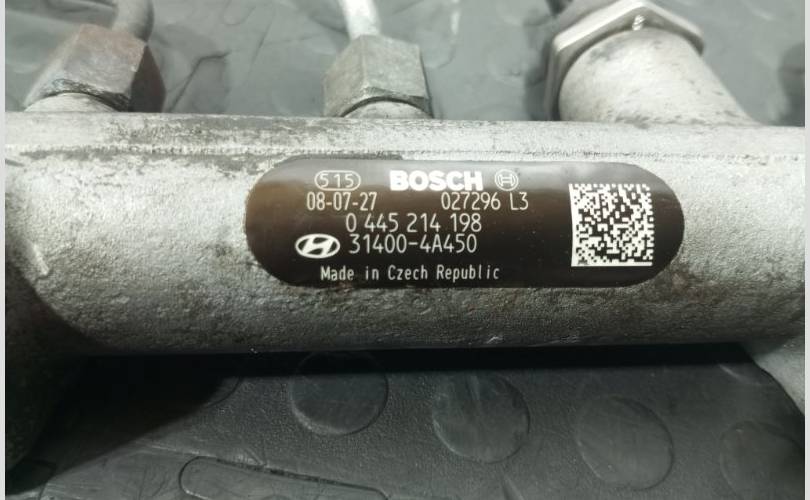 515 BOSCH
08-07-27 027296 L3
0 445 214 198
31400-4A450
Made in Czech Republic